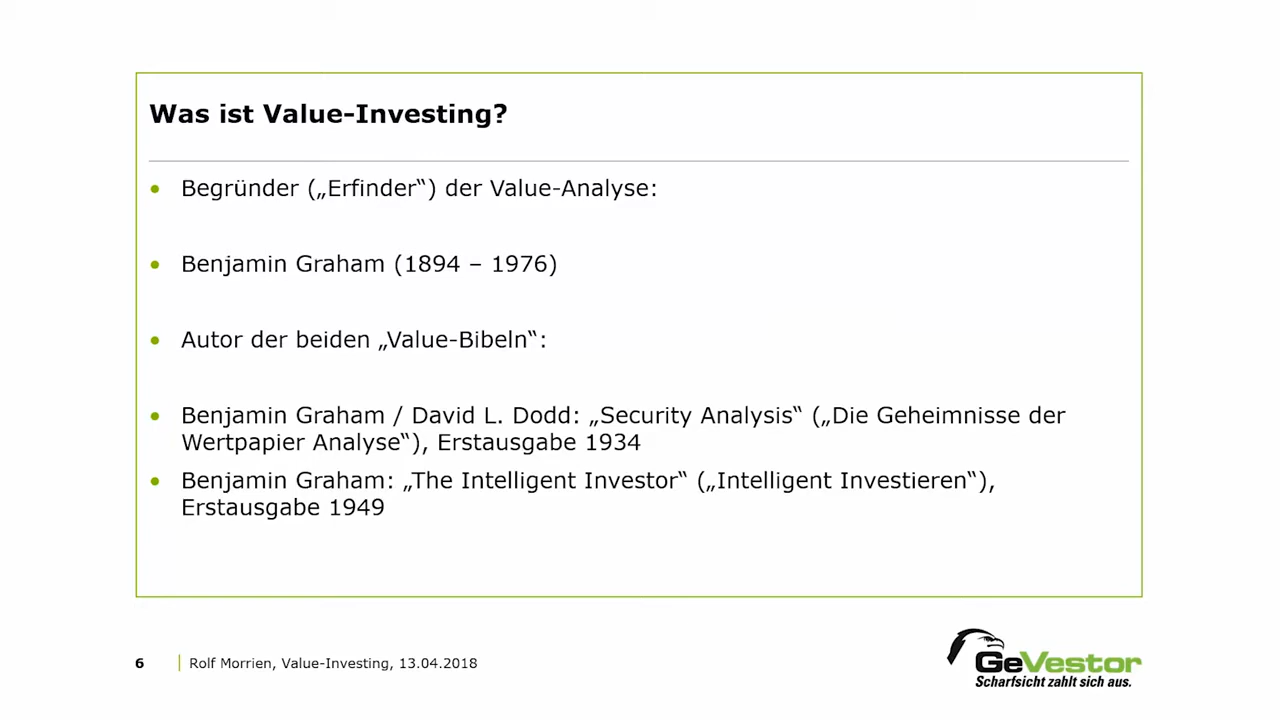 Was ist Value-Investing?
Begründer („Erfinder“) der Value-Analyse:
Benjamin Graham (1894 – 1976)
Autor der beiden „Value-Bibeln“:
Benjamin Graham / David L. Dodd: „Security Analysis“ („Die Geheimnisse der
Wertpapier Analyse“), Erstausgabe 1934
Benjamin Graham: „The Intelligent Investor“ („Intelligent Investieren“),
Erstausgabe 1949
6
Rolf Morrien, Value-Investing, 13.04.2018
GeVestor
Scharfsicht zahlt sich aus.